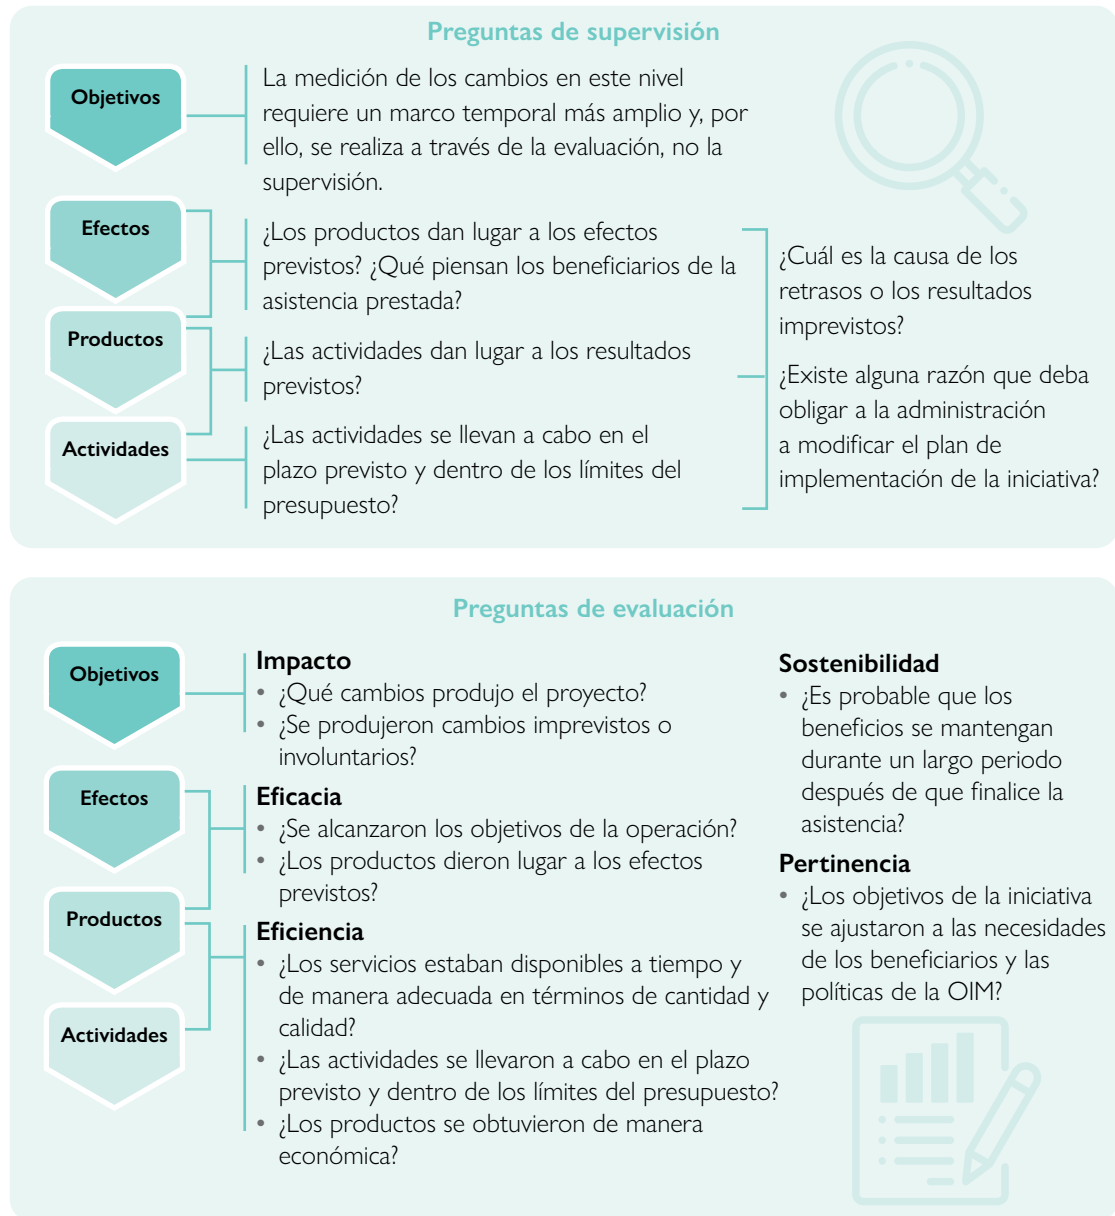 Preguntas de supervisión
Objetivos
La medición de los cambios en este nivel
requiere un marco temporal más amplio y, por
ello, se realiza a través de la evaluación, no la
supervisión.
Efectos
¿Los productos dan lugar a los efectos
previstos? ¿Qué piensan los beneficiarios de la
asistencia prestada?
Productos
¿Las actividades dan lugar a los resultados
previstos?
Actividades
¿Las actividades se llevan a cabo en el
plazo previsto y dentro de los límites del
presupuesto?
¿Cuál es la causa de los
retrasos o los resultados
imprevistos?
¿Existe alguna razón que deba
obligar a la administración
a modificar el plan de
implementación de la iniciativa?
Preguntas de evaluación
Objetivos
Impacto
• ¿Qué cambios produjo el proyecto?
• ¿Se produjeron cambios imprevistos o
involuntarios?
Efectos
Eficacia
• ¿Se alcanzaron los objetivos de la operación?
• ¿Los productos dieron lugar a los efectos
previstos?
Productos
Actividades
Eficiencia
• ¿Los servicios estaban disponibles a tiempo y
de manera adecuada en términos de cantidad y
calidad?
• ¿Las actividades se llevaron a cabo en el plazo
previsto y dentro de los límites del presupuesto?
• ¿Los productos se obtuvieron de manera
económica?
Sostenibilidad
• ¿Es probable que los
beneficios se mantengan
durante un largo periodo
después de que finalice la
asistencia?
Pertinencia
• ¿Los objetivos de la iniciativa
se ajustaron a las necesidades
de los beneficiarios y las
políticas de la OIM?